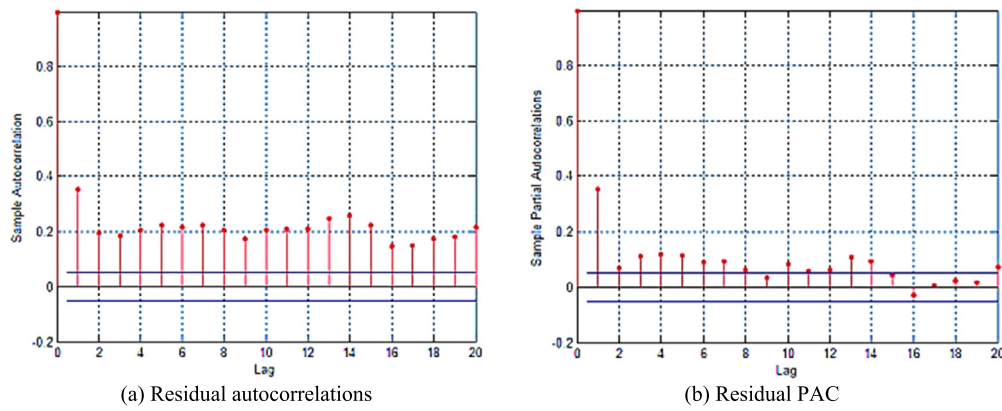 0.8
0.6
0.4
0.2
0
-0.2
Sample Autocorrelation
0 2 4 6 8 10 12 14 16 18 20
Lag
(a) Residual autocorrelations
0.8
0.6
0.4
0.2
0
-0.2
Sample Partial Autocorrelations
0 2 4 6 8 10 12 14 16 18 20
Lag
(b) Residual PAC